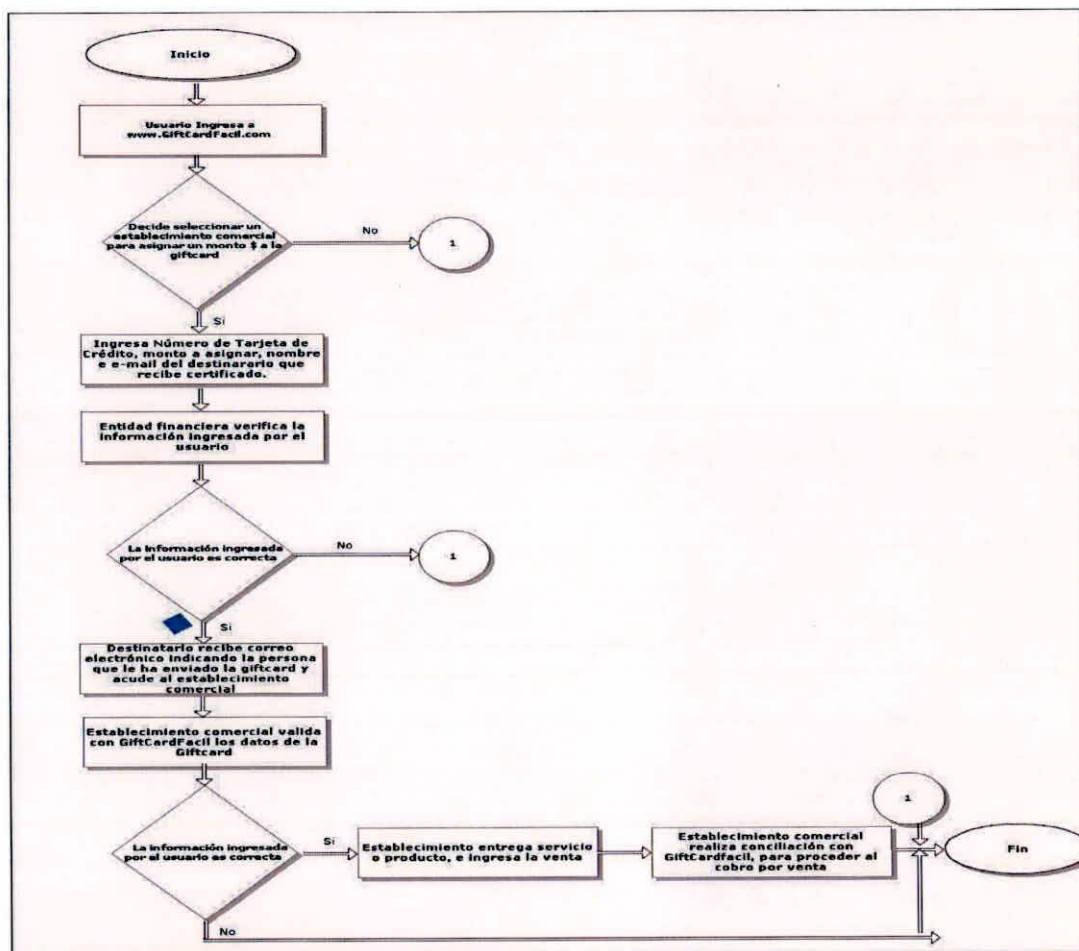 Inicio
Usuario Ingresa a
www.GiftCardFacil.com
Decide seleccionar un
establecimiento comercial
para asignar un monto $ a la
giftcard
No
1
Si
Ingresa Número de Tarjeta de
Crédito, monto a asignar, nombre
e e-mail del destinararío que
recibe certificado.
Entidad financiera verifica la
información ingresada por el
usuario
La información ingresada
por el usuario es correcta
No
1
Si
Destinatario recibe correo
electrónico indicando la persona
que le ha enviado la giftcard y
acude al establecimiento
comercial
Establecimiento comercial valida
con GiftCardFacil los datos de la
Giftcard
La información ingresada
por el usuario es correcta
Si
Establecimiento entrega servicio
o producto, e ingresa la venta
Establecimiento comercial
realiza conciliación con
GiftCardfacil, para proceder al
cobro por venta
1
Fin
No